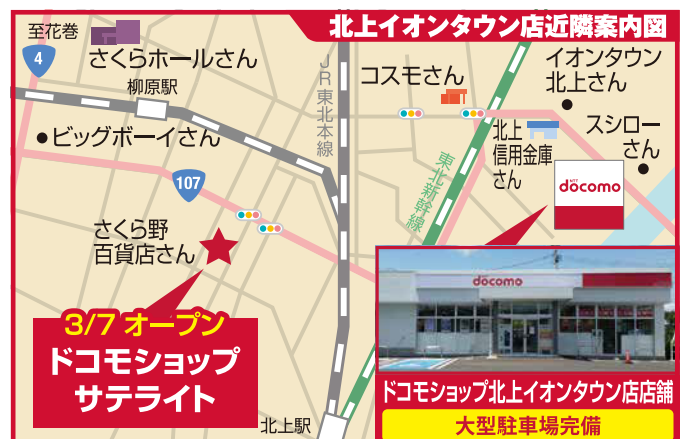 北上イオンタウン店近隣案内図
至花巻
4
さくらホールさん
柳原駅
ビッグボーイさん
107
さくら野
百貨店さん
3/7 オープン
ドコモショップ
サテライト
JR東北本線
コスモさん
イオンタウン
北上さん
北上
信用金庫
さん
スシロー
さん
東北新幹線
NTT
döcomo
döcomo
ドコモショップ北上イオンタウン店店舗
大型駐車場完備
北上駅